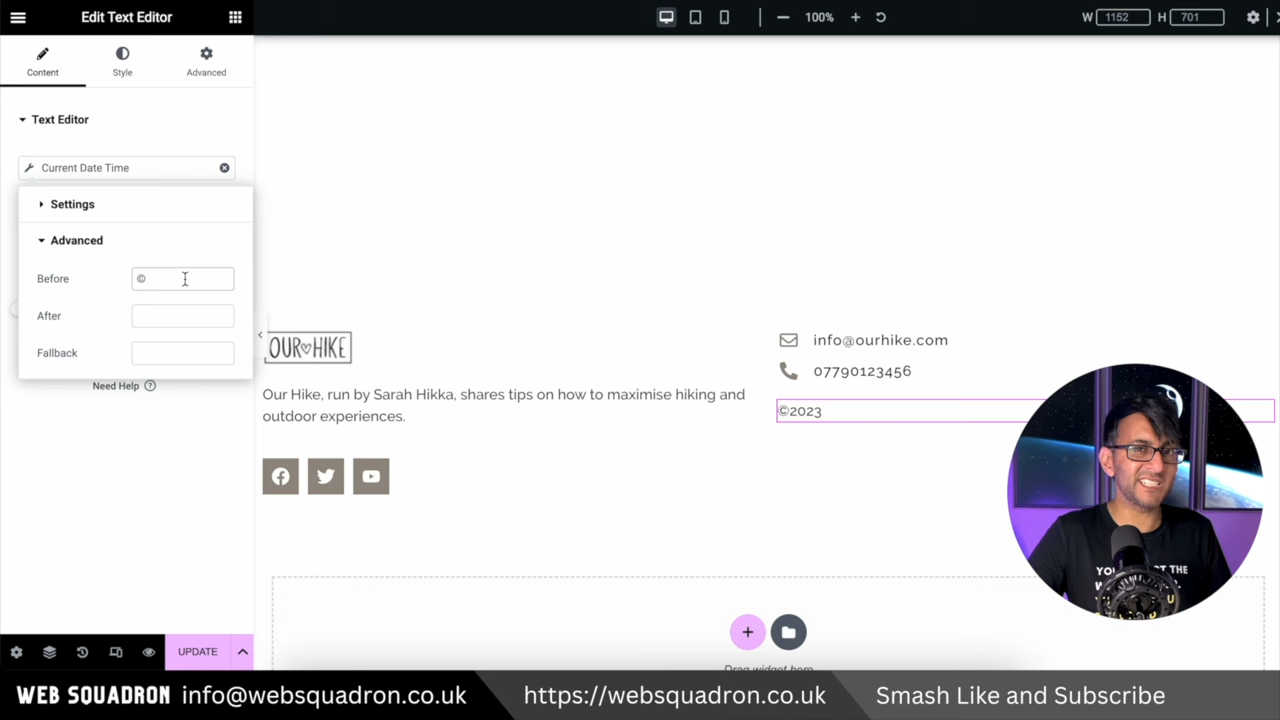 Edit Text Editor
100%
W 1152 H 701
Content Style Advanced
Text Editor
Current Date Time
Settings
Advanced
Before ©
After
Fallback
Need Help ?
UPDATE
OUR HIKE
Our Hike, run by Sarah Hikka, shares tips on how to maximise hiking and
outdoor experiences.
info@ourhike.com
07790123456
©2023
Drag widget here
WEB SQUADRON info@websquadron.co.uk https://websquadron.co.uk Smash Like and Subscribe